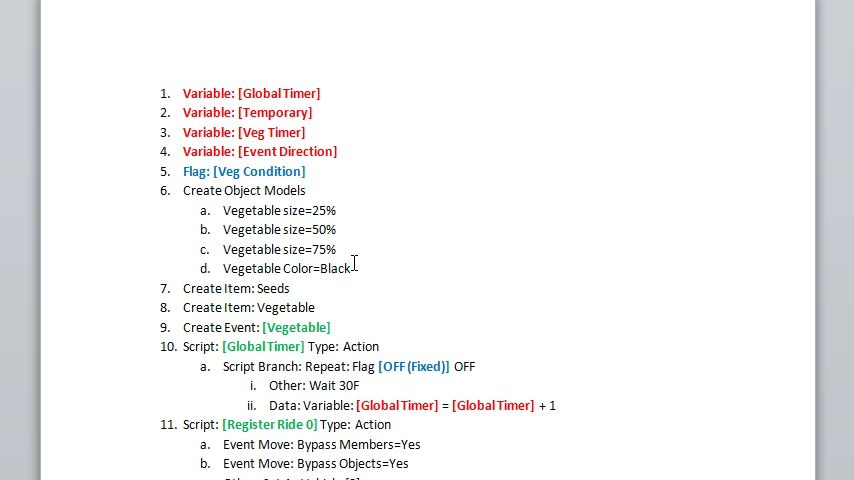 1. Variable: [Global Timer]
2. Variable: [Temporary]
3. Variable: [Veg Timer]
4. Variable: [Event Direction]
5. Flag: [Veg Condition]
6. Create Object Models
a. Vegetable size=25%
b. Vegetable size=50%
c. Vegetable size=75%
d. Vegetable Color=Black
7. Create Item: Seeds
8. Create Item: Vegetable
9. Create Event: [Vegetable]
10. Script: [Global Timer] Type: Action
a. Script Branch: Repeat: Flag [OFF (Fixed)] OFF
i. Other: Wait 30F
ii. Data: Variable: [Global Timer] = [Global Timer] + 1
11. Script: [Register Ride 0] Type: Action
a. Event Move: Bypass Members=Yes
b. Event Move: Bypass Objects=Yes